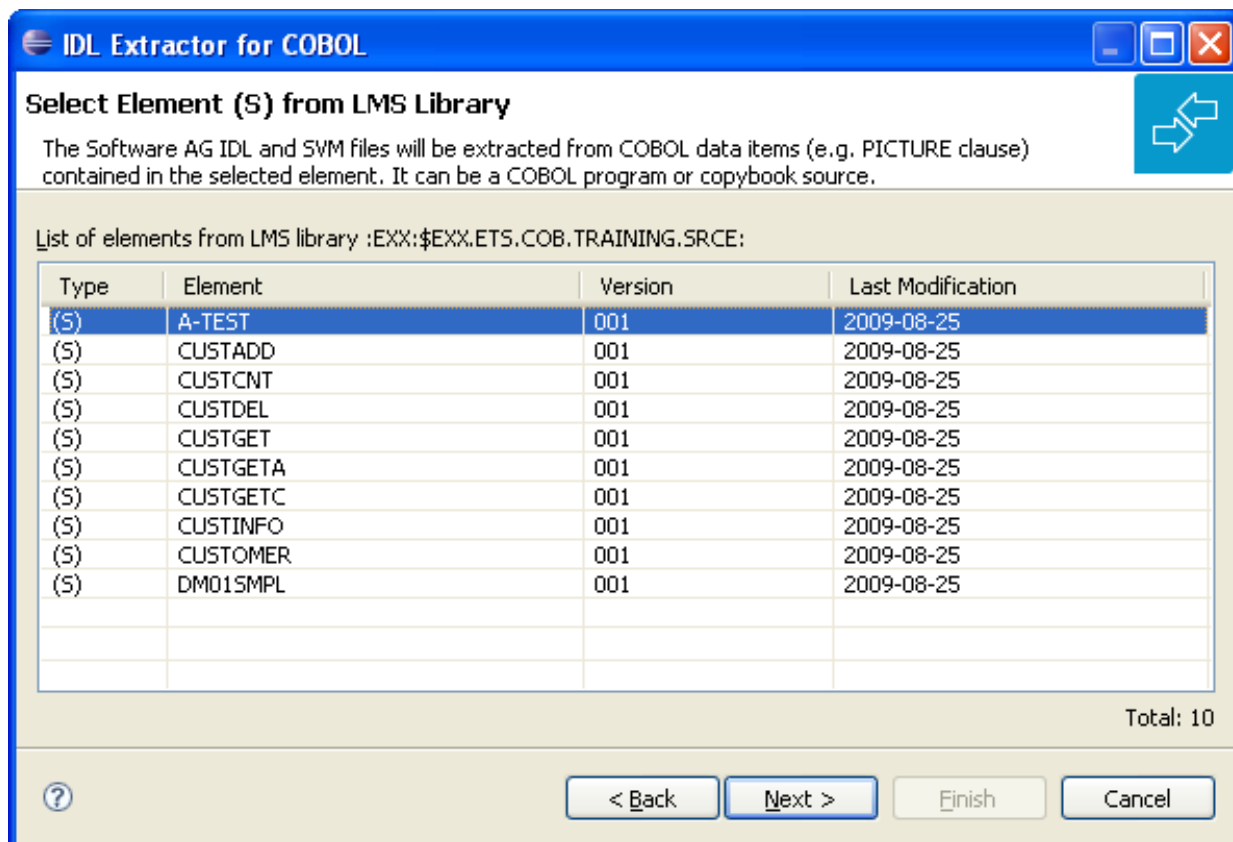 IDL Extractor for COBOL
Select Element (S) from LMS Library
The Software AG IDL and SVM files will be extracted from COBOL data items (e.g. PICTURE clause)
contained in the selected element. It can be a COBOL program or copybook source.
List of elements from LMS library :EXX:$EXX.ETS.COB.TRAINING.SRCE:
Type Element Version Last Modification
(S) A-TEST 001 2009-08-25
(S) CUSTADD 001 2009-08-25
(S) CUSTCNT 001 2009-08-25
(S) CUSTDEL 001 2009-08-25
(S) CUSTGET 001 2009-08-25
(S) CUSTGETA 001 2009-08-25
(S) CUSTGETC 001 2009-08-25
(S) CUSTINFO 001 2009-08-25
(S) CUSTOMER 001 2009-08-25
(S) DM01SMPL 001 2009-08-25
Total: 10
? < Back Next > Finish Cancel